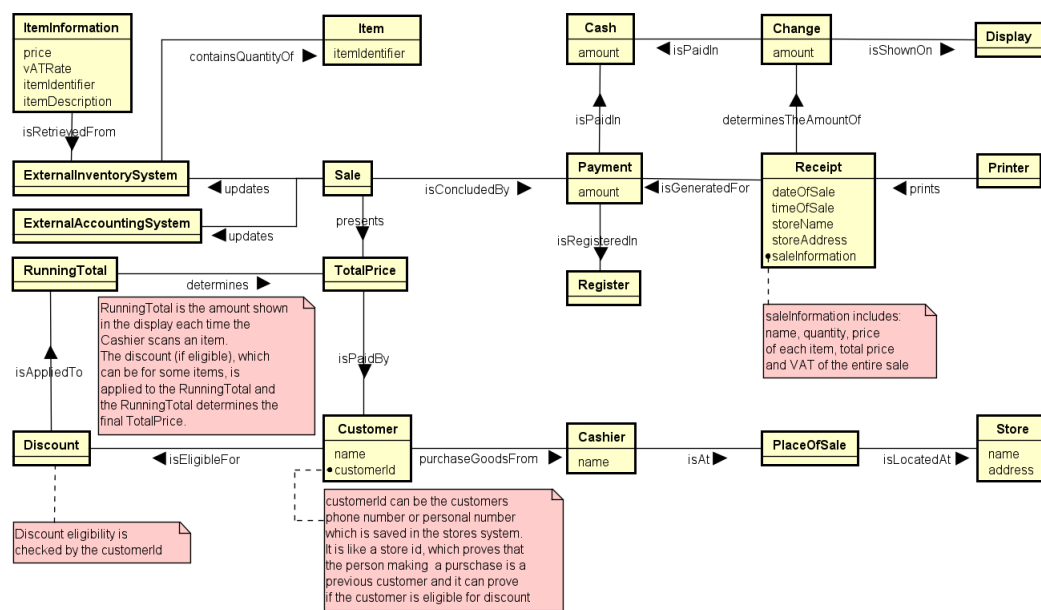 ItemInformation
price
vATRate
itemIdentifier
itemDescription
Item
itemIdentifier
containsQuantityOf
Cash
amount
isPaidIn
Change
amount
isShownOn
Display
isRetrievedFrom
isPaidIn
determinesTheAmountOf
ExternalInventorySystem
updates
Sale
isConcludedBy
Payment
amount
isGeneratedFor
Receipt
dateOfSale
timeOfSale
storeName
storeAddress
saleInformation
prints
Printer
ExternalAccountingSystem
updates
presents
isRegisteredIn
RunningTotal
determines
TotalPrice
Register
RunningTotal is the amount shown
in the display each time the
Cashier scans an item.
The discount (if eligible), which
can be for some items, is
applied to the RunningTotal and
the RunningTotal determines the
final TotalPrice.
saleInformation includes:
name, quantity, price
of each item, total price
and VAT of the entire sale
isAppliedTo
isPaidBy
Discount
isEligibleFor
Customer
name
customerId
purchaseGoodsFrom
Cashier
name
isAt
PlaceOfSale
isLocatedAt
Store
name
address
Discount eligibility is
checked by the customerId
customerId can be the customers
phone number or personal number
which is saved in the stores system.
It is like a store id, which proves that
the person making a purschase is a
previous customer and it can prove
if the customer is eligible for discount